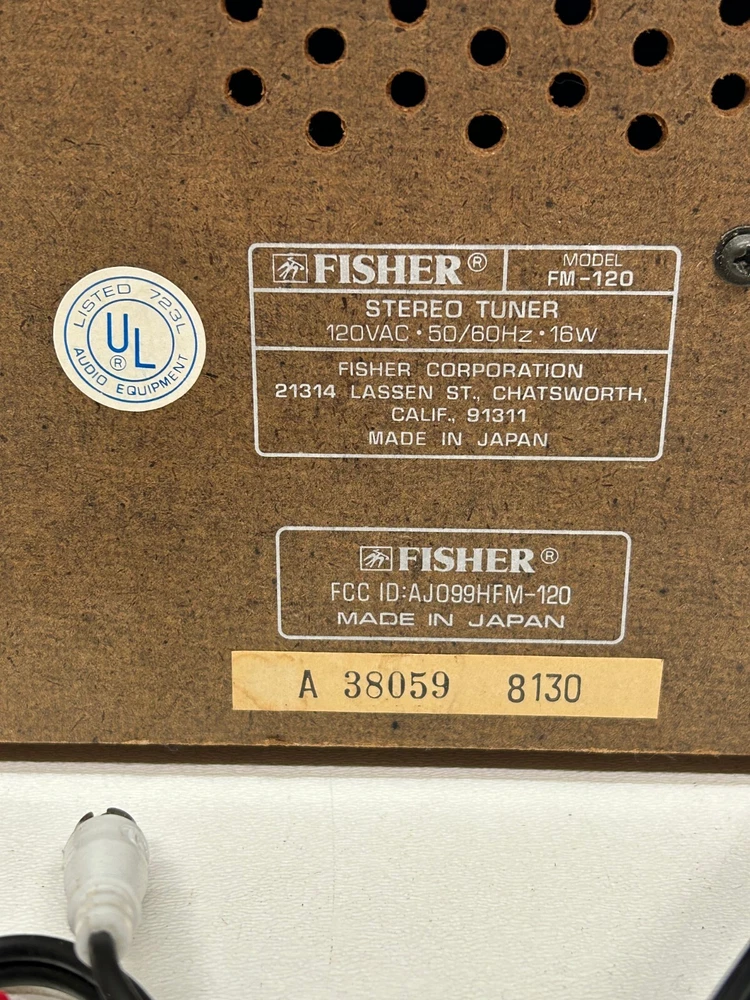 LISTED 723L
UL®
AUDIO EQUIPMENT
FISHER®
MODEL
FM-120
STEREO TUNER
120VAC · 50/60Hz · 16W
FISHER CORPORATION
21314 LASSEN ST., CHATSWORTH,
CALIF., 91311
MADE IN JAPAN
FISHER®
FCC ID:AJ099HFM-120
MADE IN JAPAN
A 38059 8130